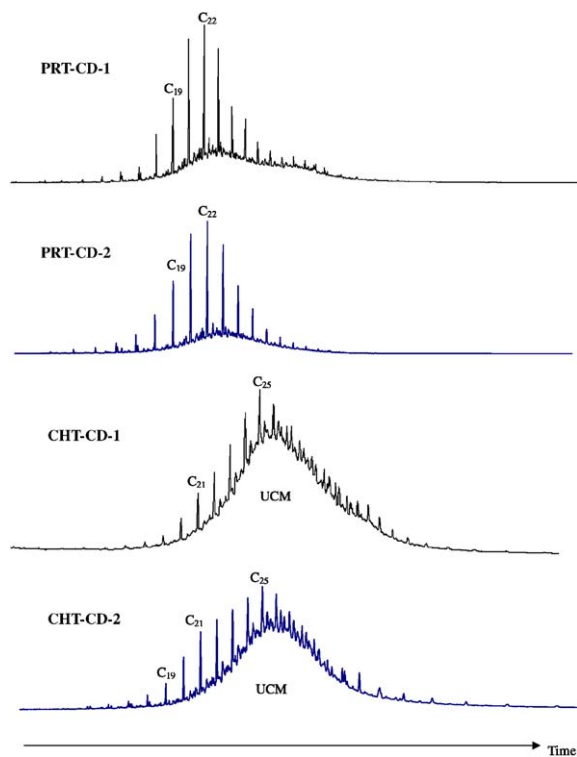 C₂₂
PRT-CD-1
C₁₉
C₂₂
PRT-CD-2
C₁₉
C₂₅
CHT-CD-1
C₂₁
UCM
C₂₅
CHT-CD-2
C₂₁
C₁₉
UCM
Time